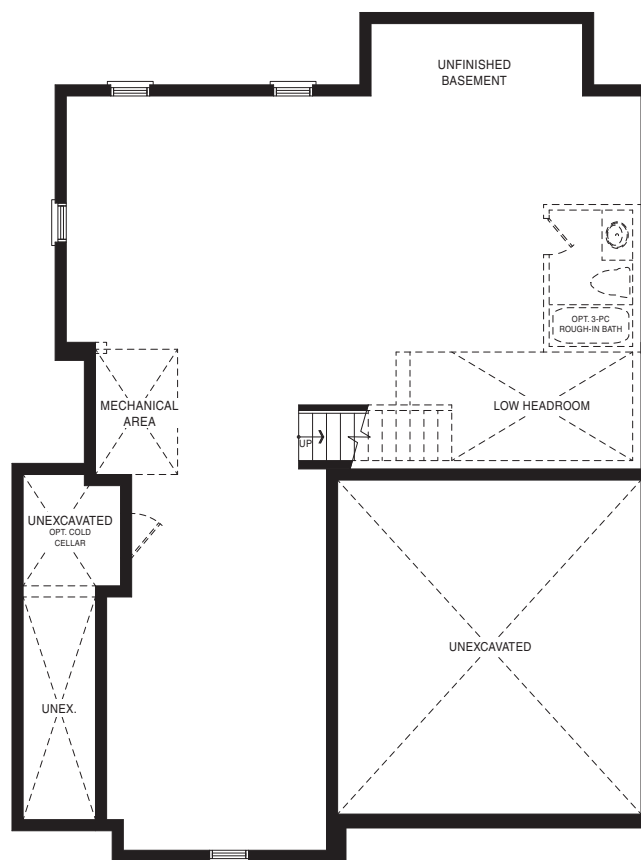 UNFINISHED
BASEMENT
OPT. 3-PC
ROUGH-IN BATH
MECHANICAL
AREA
LOW HEADROOM
UP
UNEXCAVATED
OPT. COLD
CELLAR
UNEXCAVATED
UNEX.